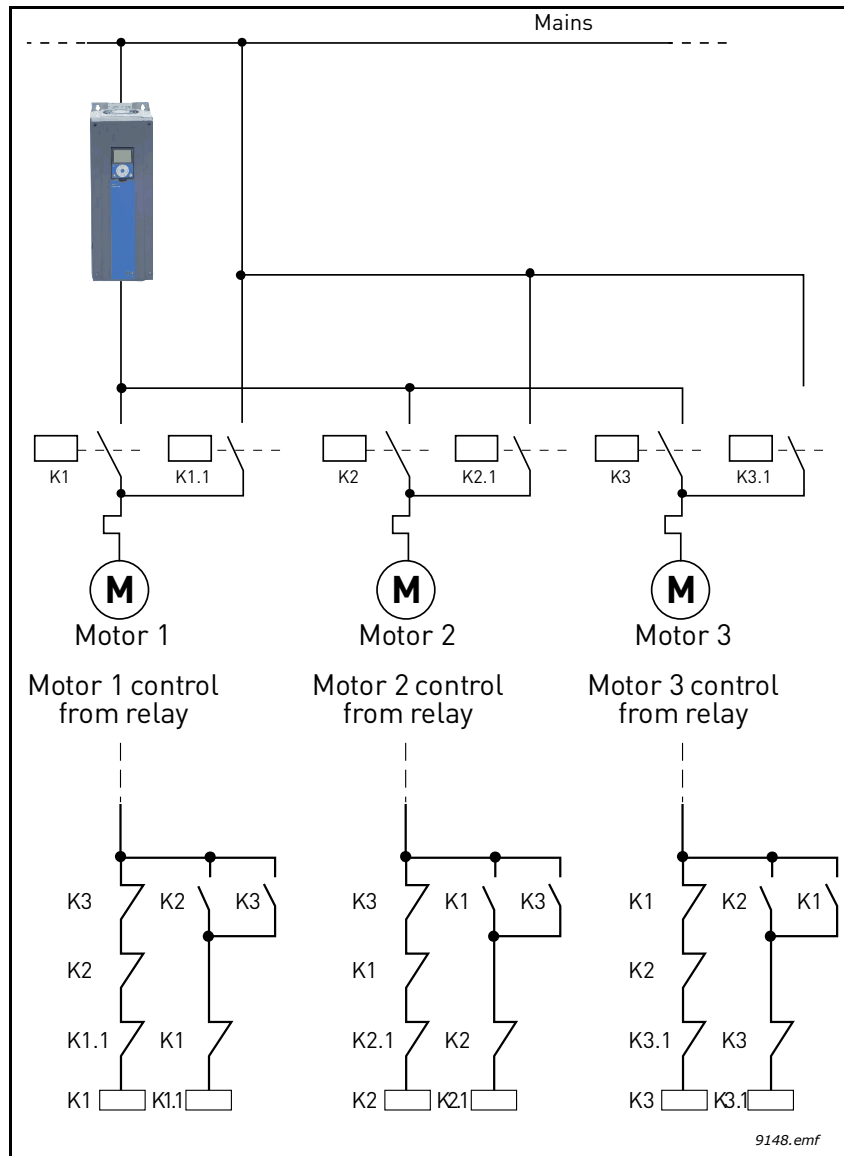 Mains
K1
K1.1
K2
K2.1
K3
K3.1
M
M
M
Motor 1
Motor 2
Motor 3
Motor 1 control
from relay
Motor 2 control
from relay
Motor 3 control
from relay
K3
K2
K3
K3
K1
K3
K1
K2
K1
K2
K1
K2
K1.1
K1
K2.1
K2
K3.1
K3
K1
K1.1
K2
K2.1
K3
K3.1
9148.emf